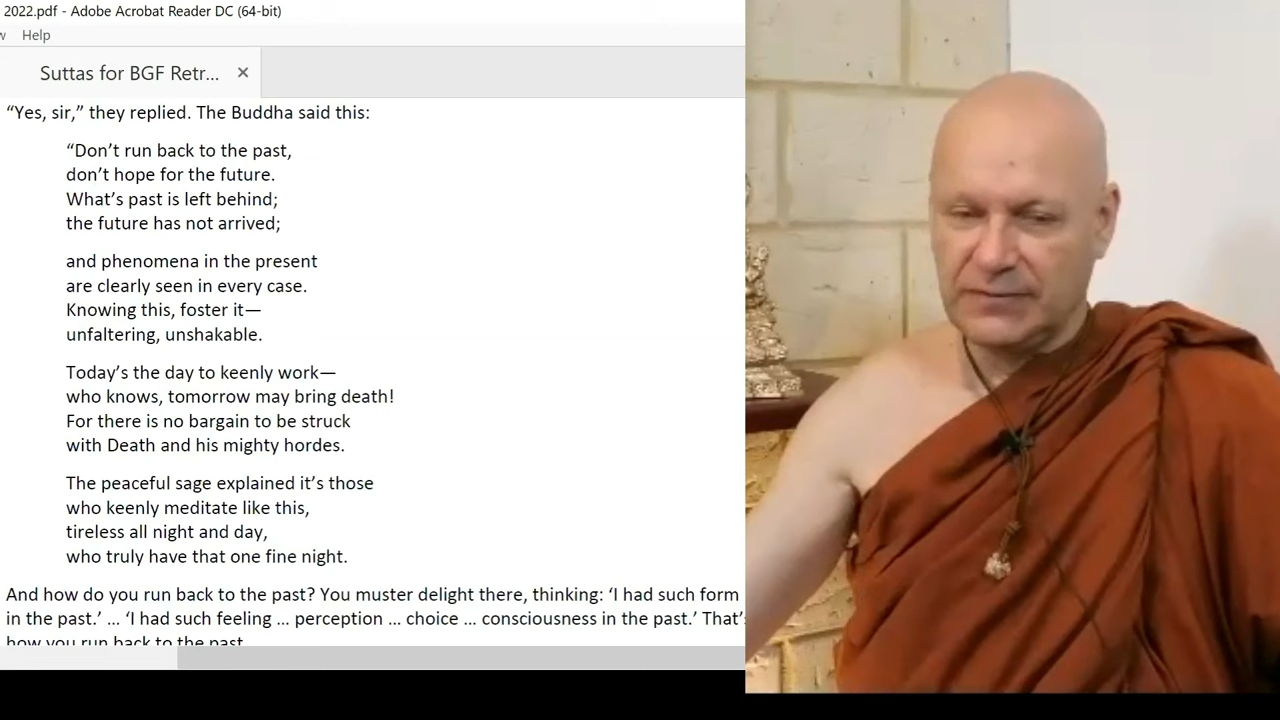 2022.pdf - Adobe Acrobat Reader DC (64-bit)
Help
Suttas for BGF Retr...
“Yes, sir,” they replied. The Buddha said this:
“Don’t run back to the past,
don’t hope for the future.
What’s past is left behind;
the future has not arrived;
and phenomena in the present
are clearly seen in every case.
Knowing this, foster it—
unfaltering, unshakable.
Today’s the day to keenly work—
who knows, tomorrow may bring death!
For there is no bargain to be struck
with Death and his mighty hordes.
The peaceful sage explained it’s those
who keenly meditate like this,
tireless all night and day,
who truly have that one fine night.
And how do you run back to the past? You muster delight there, thinking: ‘I had such form
in the past.’ ... ‘I had such feeling ... perception ... choice ... consciousness in the past.’ That’s
how you run back to the past